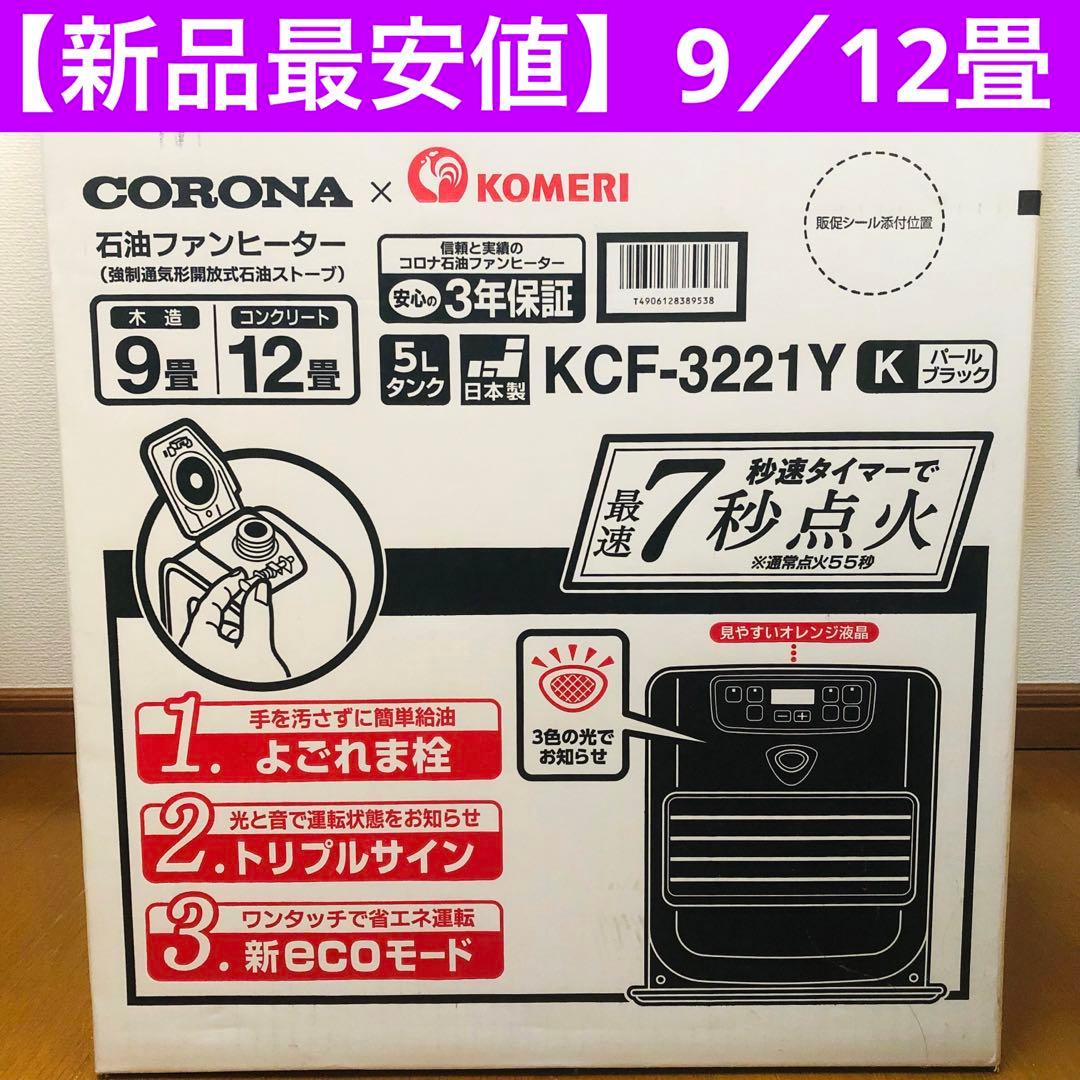 【新品最安値】9／12畳
CORONA × KOMERI
販促シール添付位置
石油ファンヒーター
（強制通気形開放式石油ストーブ）
信頼と実績の
コロナ石油ファンヒーター
安心の3年保証
T4906128389538
木造
9畳
コンクリート
12畳
5L
タンク
日本製
KCF-3221Y
K
パール
ブラック
秒速タイマーで
最速7秒点火
※通常点火55秒
見やすいオレンジ液晶
3色の光で
お知らせ
手を汚さずに簡単給油
1.よごれま栓
光と音で運転状態をお知らせ
2.トリプルサイン
ワンタッチで省エネ運転
3.新ecoモード